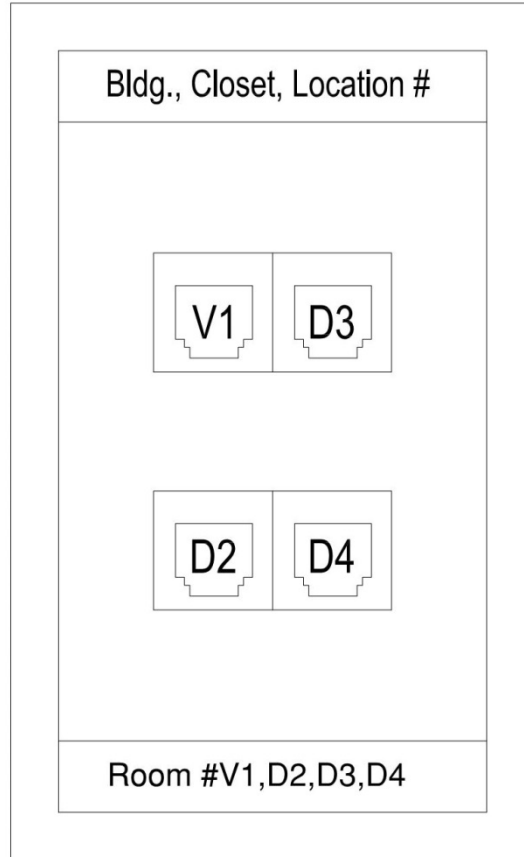 Bldg., Closet, Location #
V1 D3
D2 D4
Room #V1,D2,D3,D4